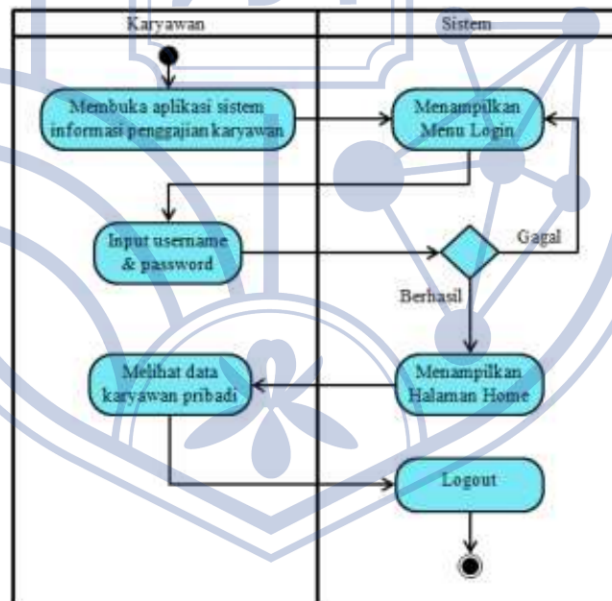 Karyawan
Sistem
Membuka aplikasi sistem
informasi penggajian karyawan
Menampilkan
Menu Login
Input username
& password
Gagal
Berhasil
Melihat data
karyawan pribadi
Menampilkan
Halaman Home
Logout